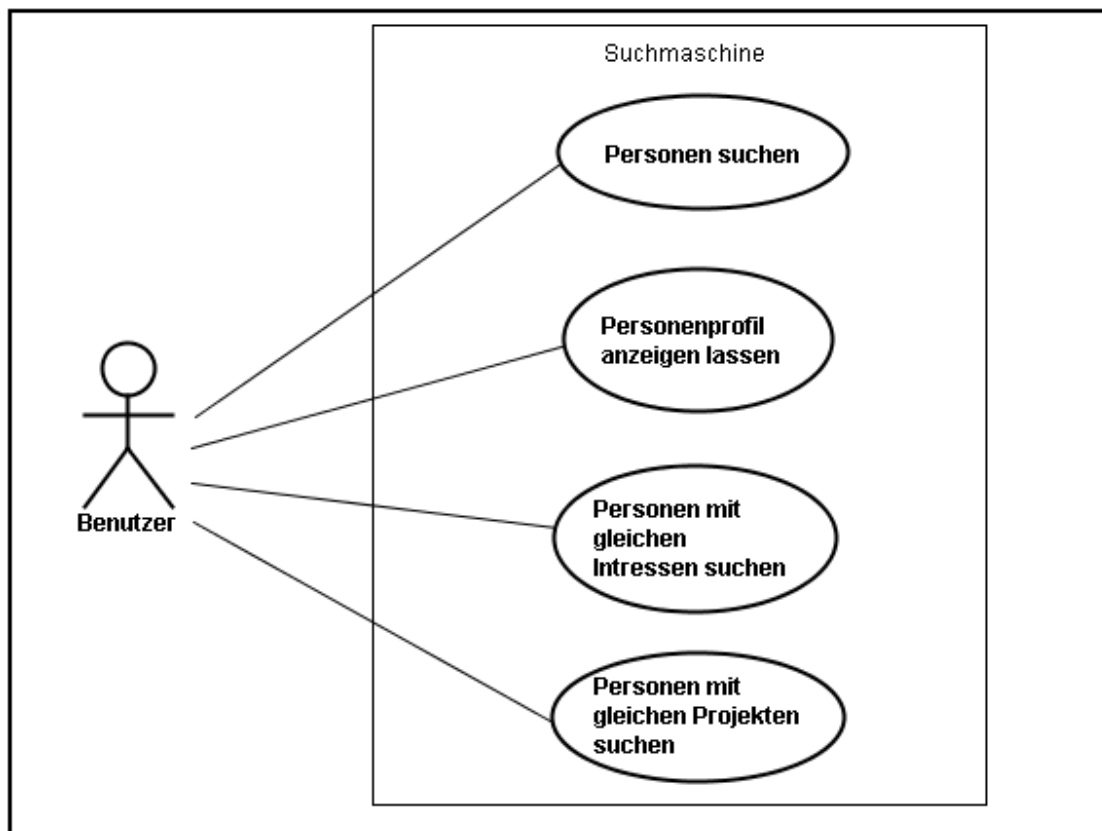 Suchmaschine
Personen suchen
Personenprofil
anzeigen lassen
Benutzer
Personen mit
gleichen
Intressen suchen
Personen mit
gleichen Projekten
suchen